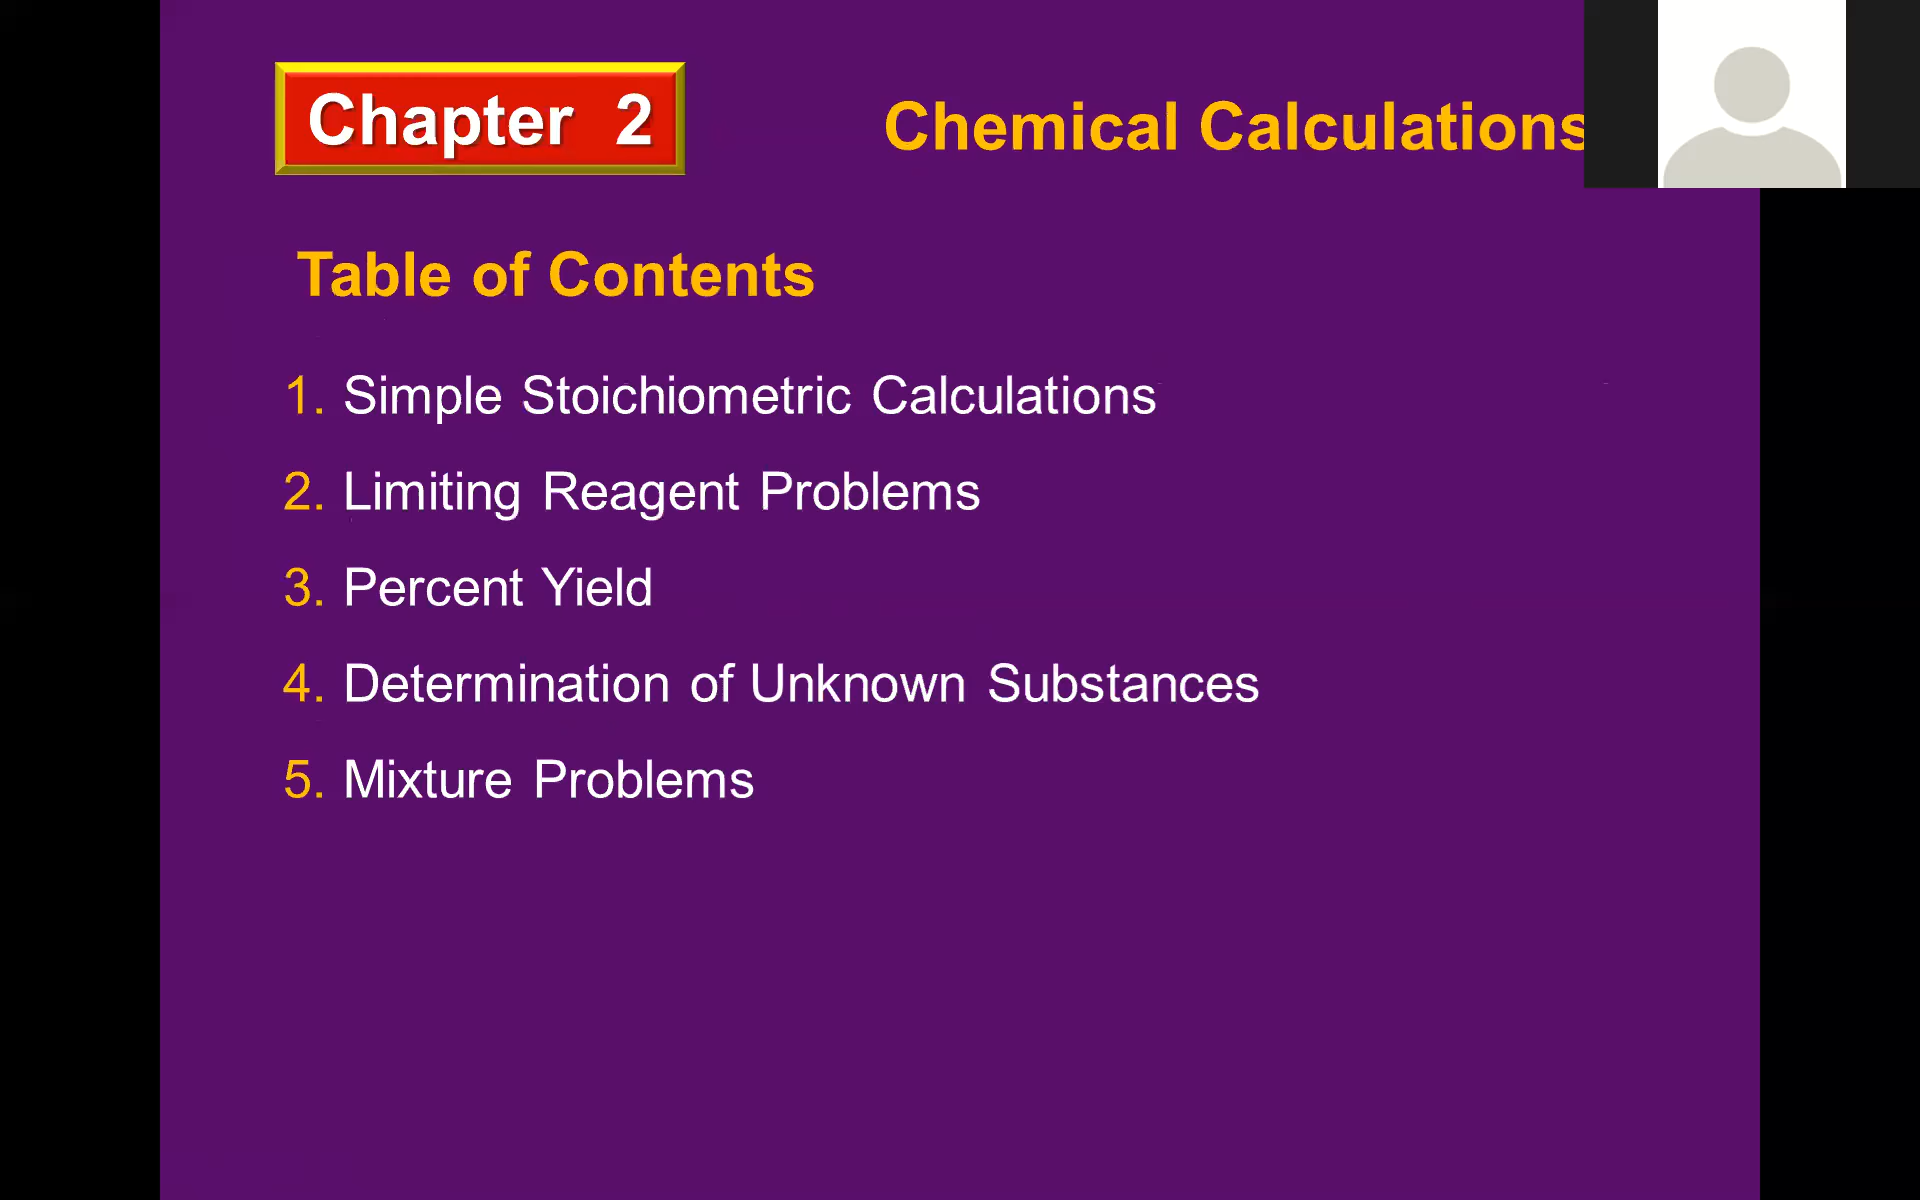 Chapter 2
Chemical Calculations
Table of Contents
1. Simple Stoichiometric Calculations
2. Limiting Reagent Problems
3. Percent Yield
4. Determination of Unknown Substances
5. Mixture Problems